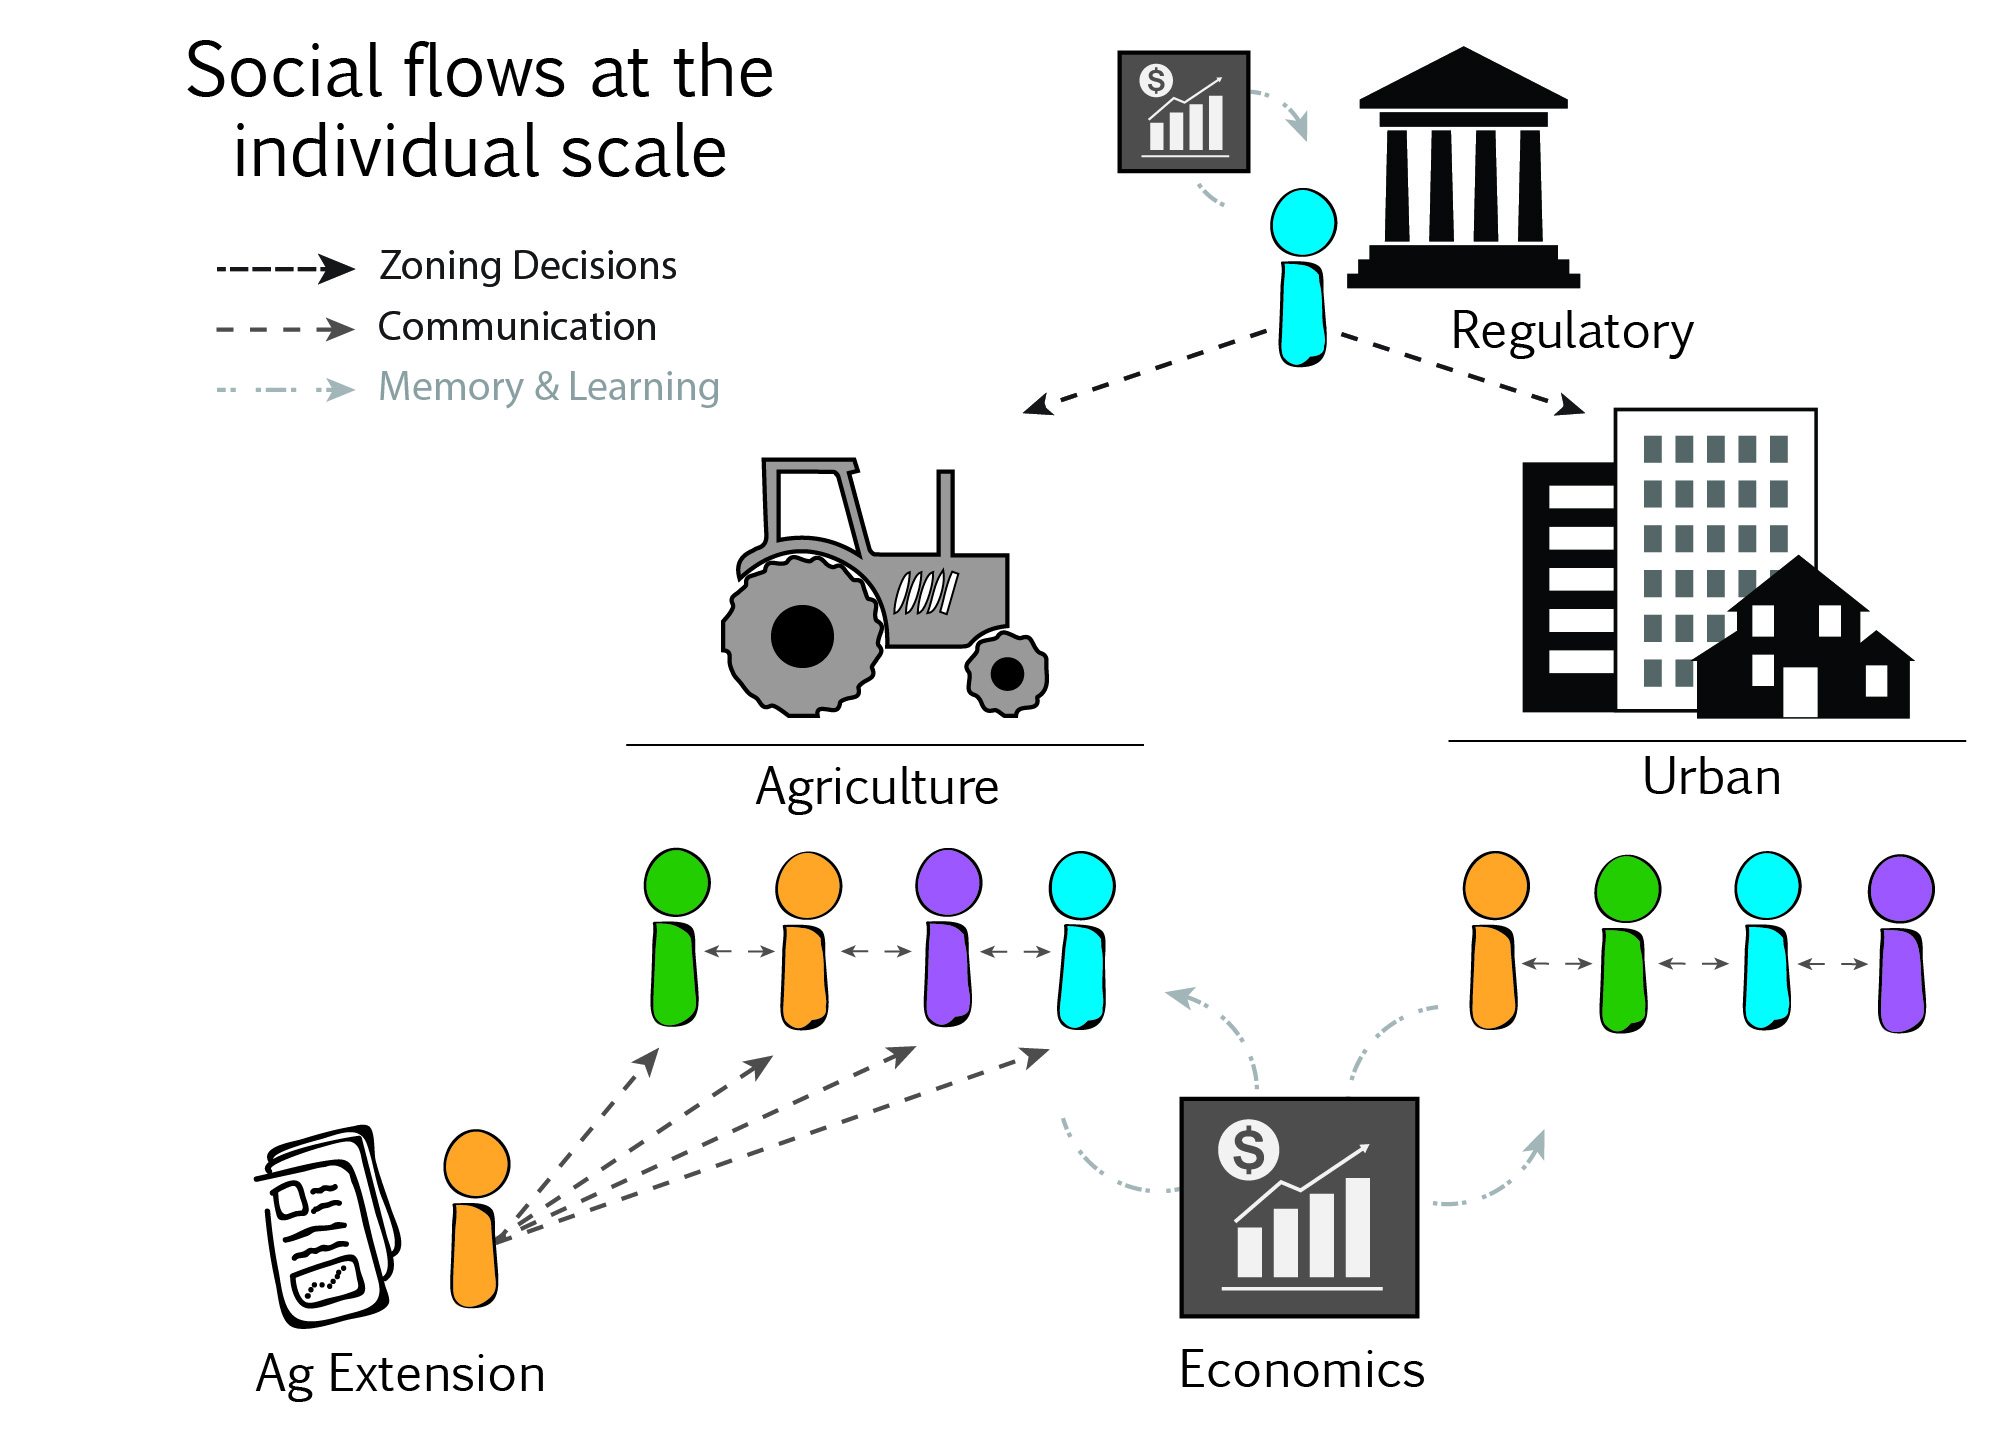 Social flows at the
individual scale
Zoning Decisions
Communication
Memory & Learning
$
Regulatory
Agriculture
Urban
$
Ag Extension
Economics